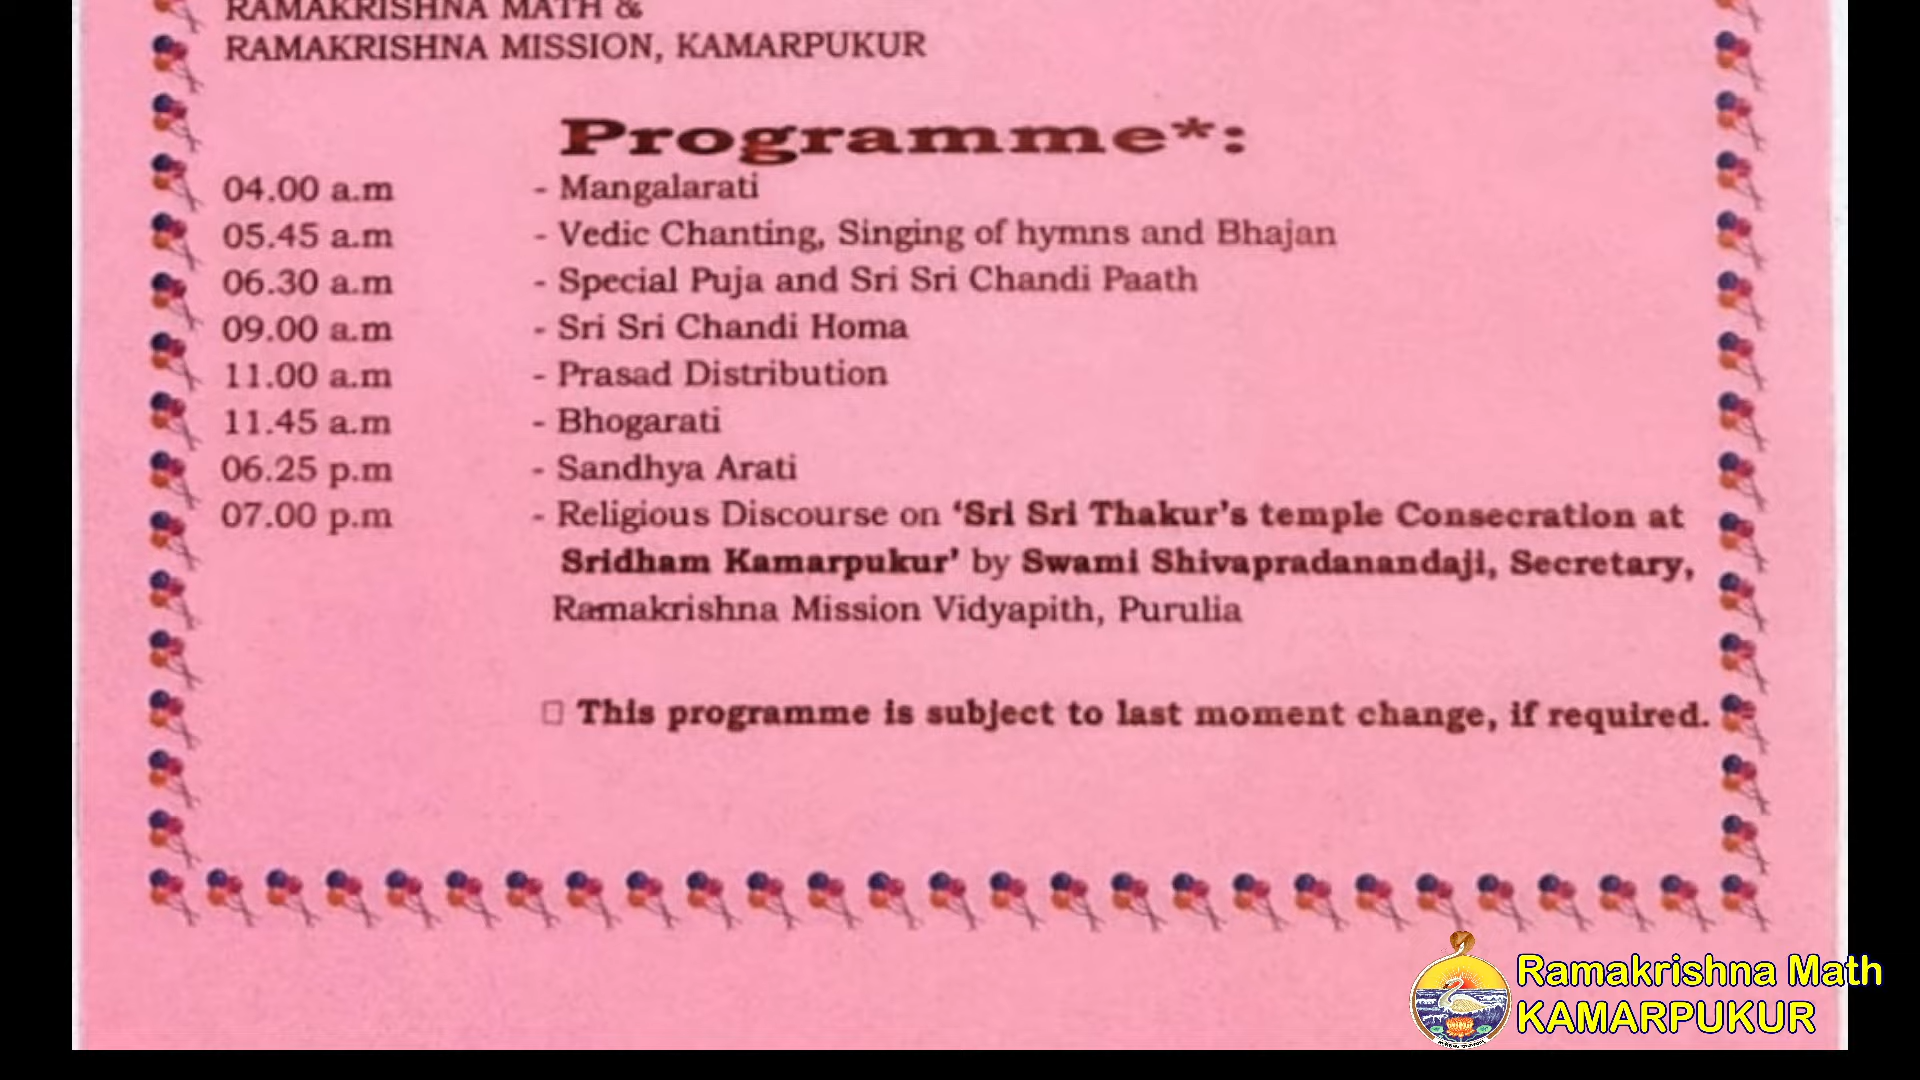 RAMAKRISHNA MATH &
RAMAKRISHNA MISSION, KAMARPUKUR
Programme*:
04.00 a.m - Mangalarati
05.45 a.m - Vedic Chanting, Singing of hymns and Bhajan
06.30 a.m - Special Puja and Sri Sri Chandi Paath
09.00 a.m - Sri Sri Chandi Homa
11.00 a.m - Prasad Distribution
11.45 a.m - Bhogarati
06.25 p.m - Sandhya Arati
07.00 p.m - Religious Discourse on ‘Sri Sri Thakur’s temple Consecration at
Sridham Kamarpukur’ by Swami Shivapradanandaji, Secretary,
Ramakrishna Mission Vidyapith, Purulia
□ This programme is subject to last moment change, if required.
Ramakrishna Math
KAMARPUKUR